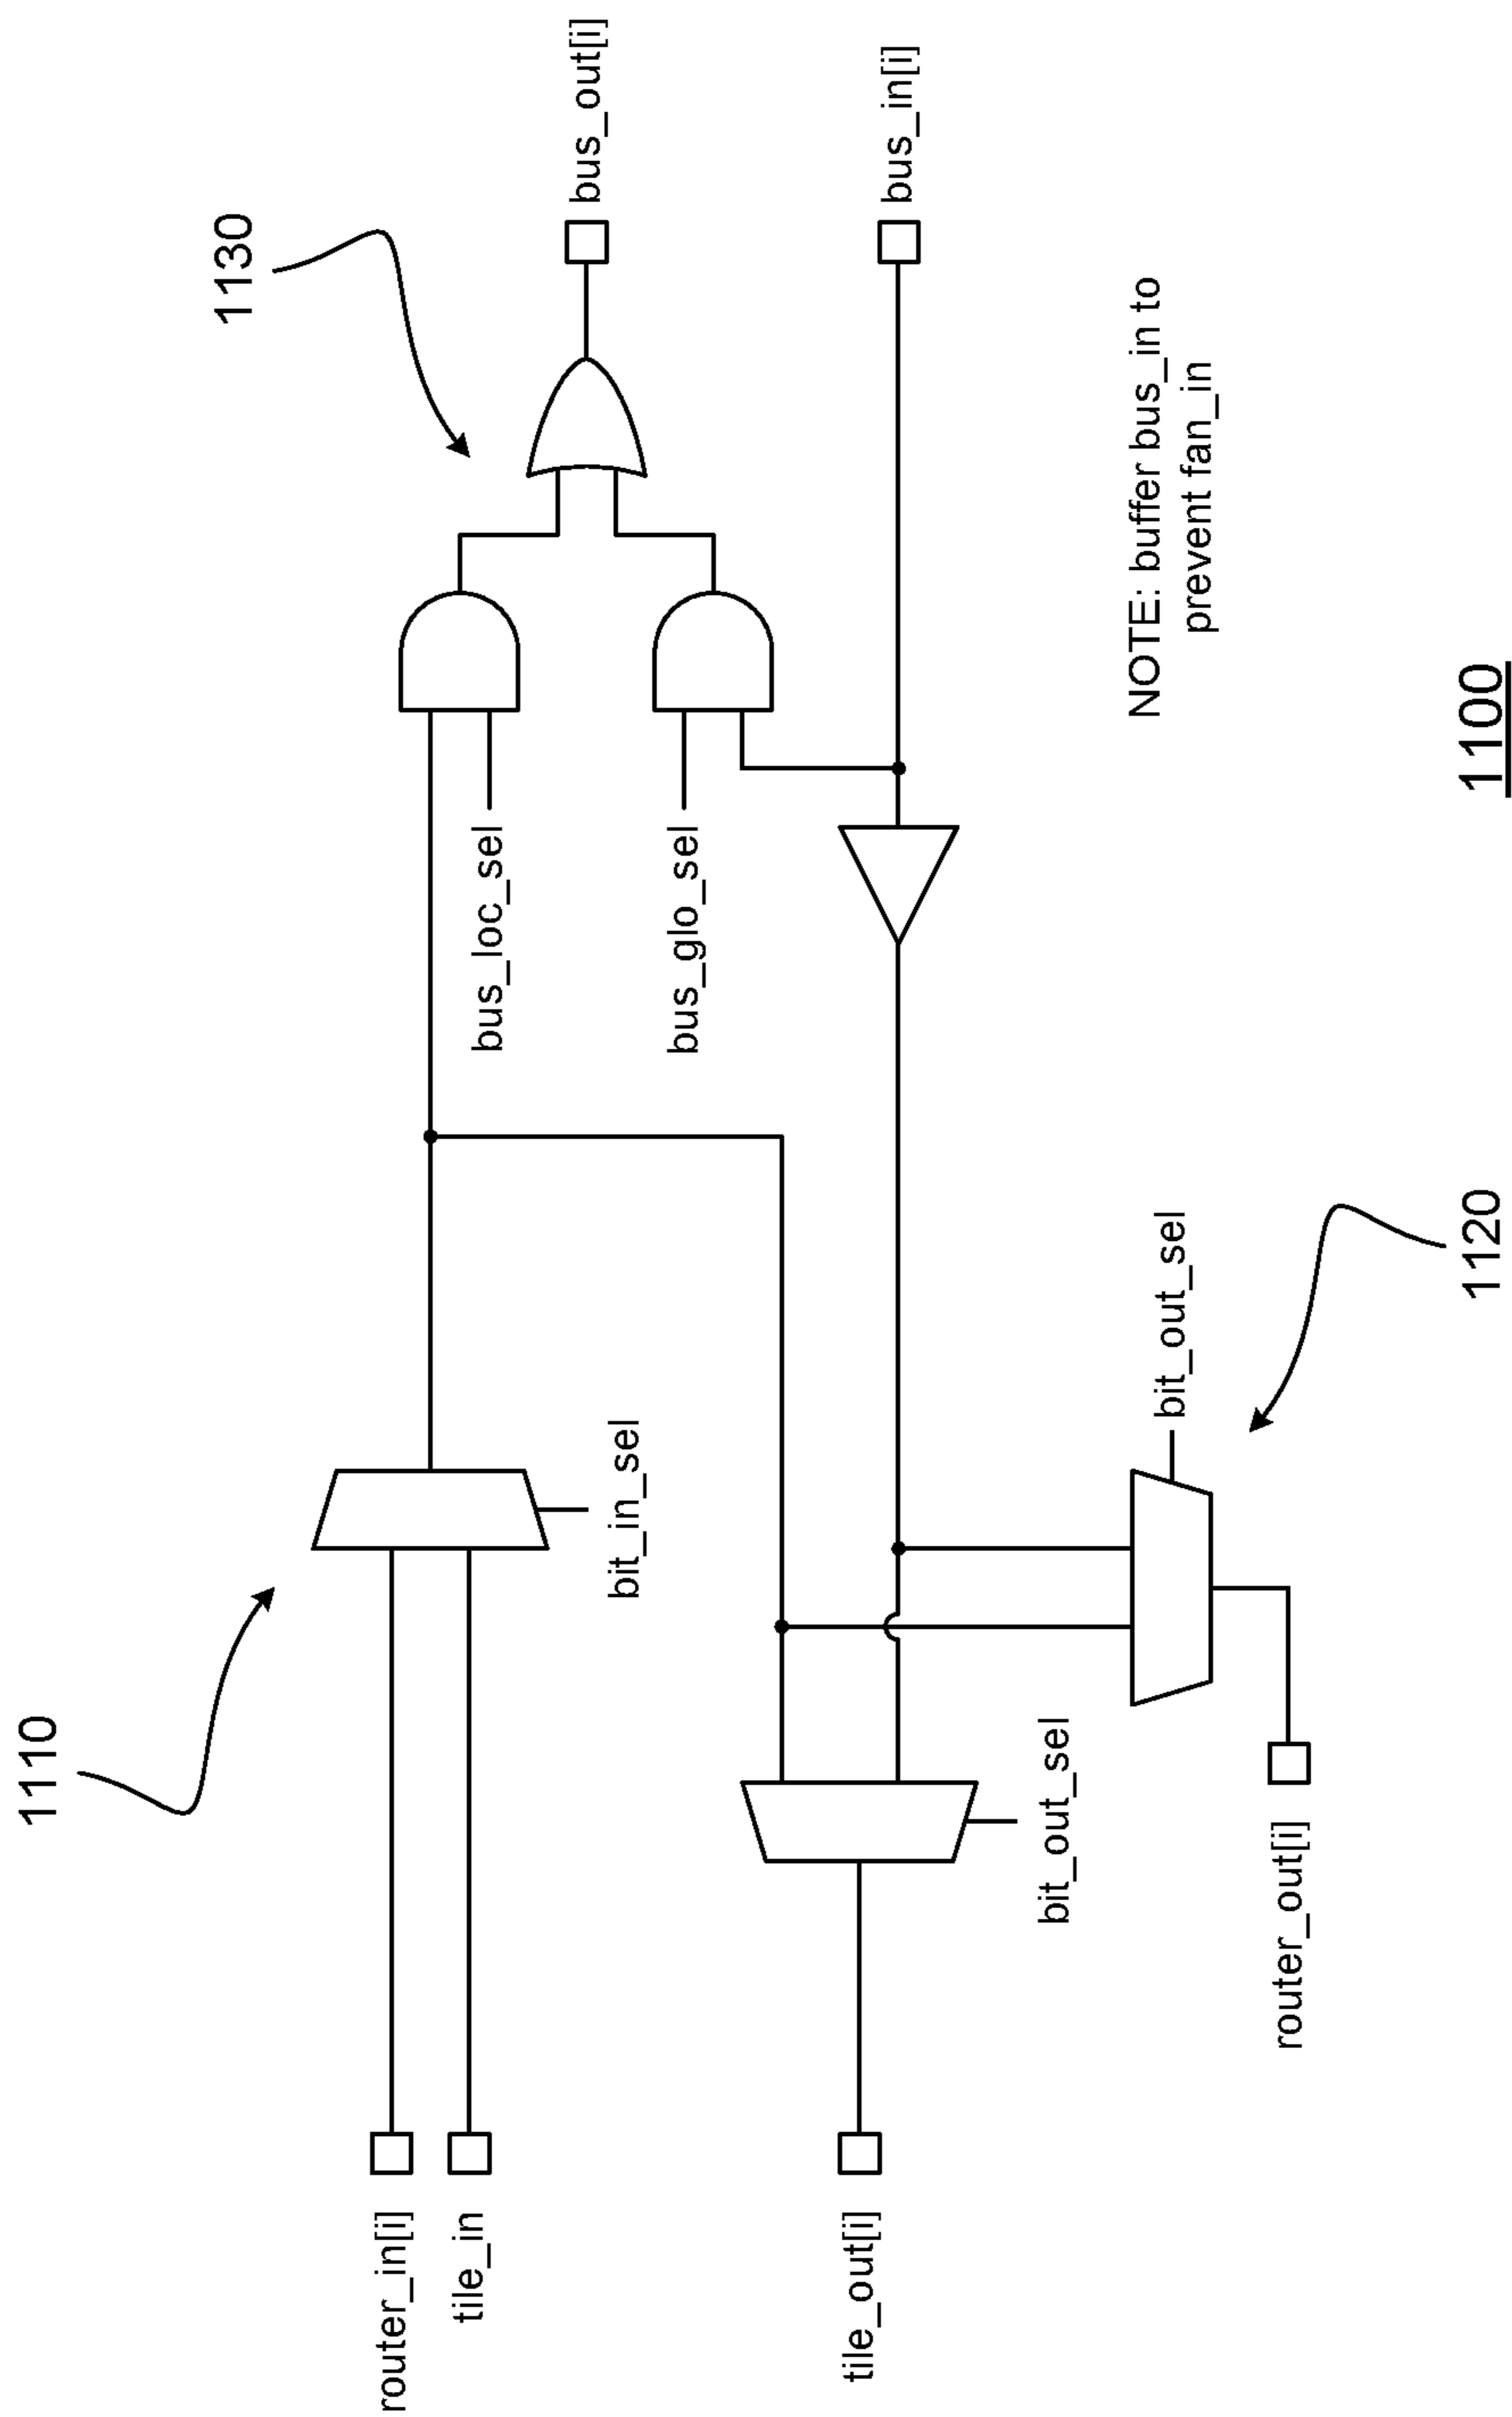 1110
1130
router_in[i]
tile_in
bit_in_sel
bus_loc_sel
bus_glo_sel
bus_out[i]
bus_in[i]
tile_out[i]
bit_out_sel
bit_out_sel
router_out[i]
NOTE: buffer bus_in to
prevent fan_in
1120
1100